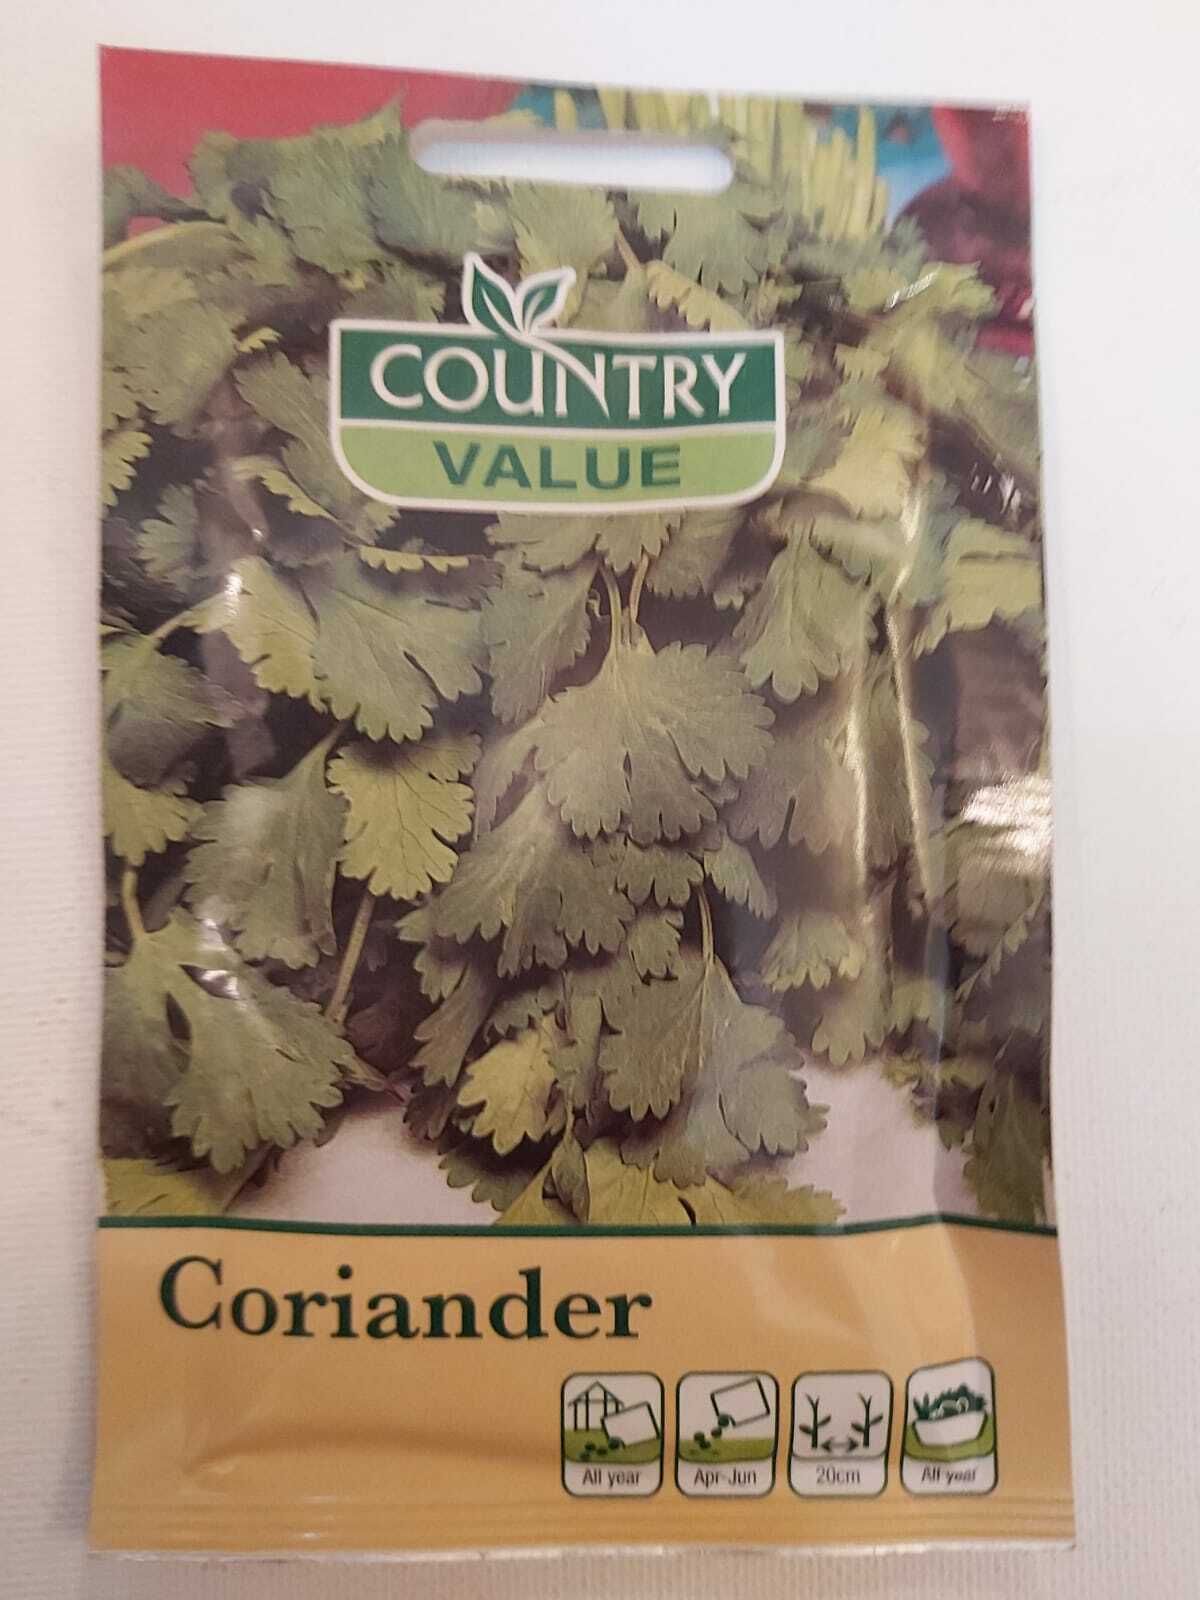 COUNTRY
VALUE
Coriander
All year
Apr-Jun
20cm
All year